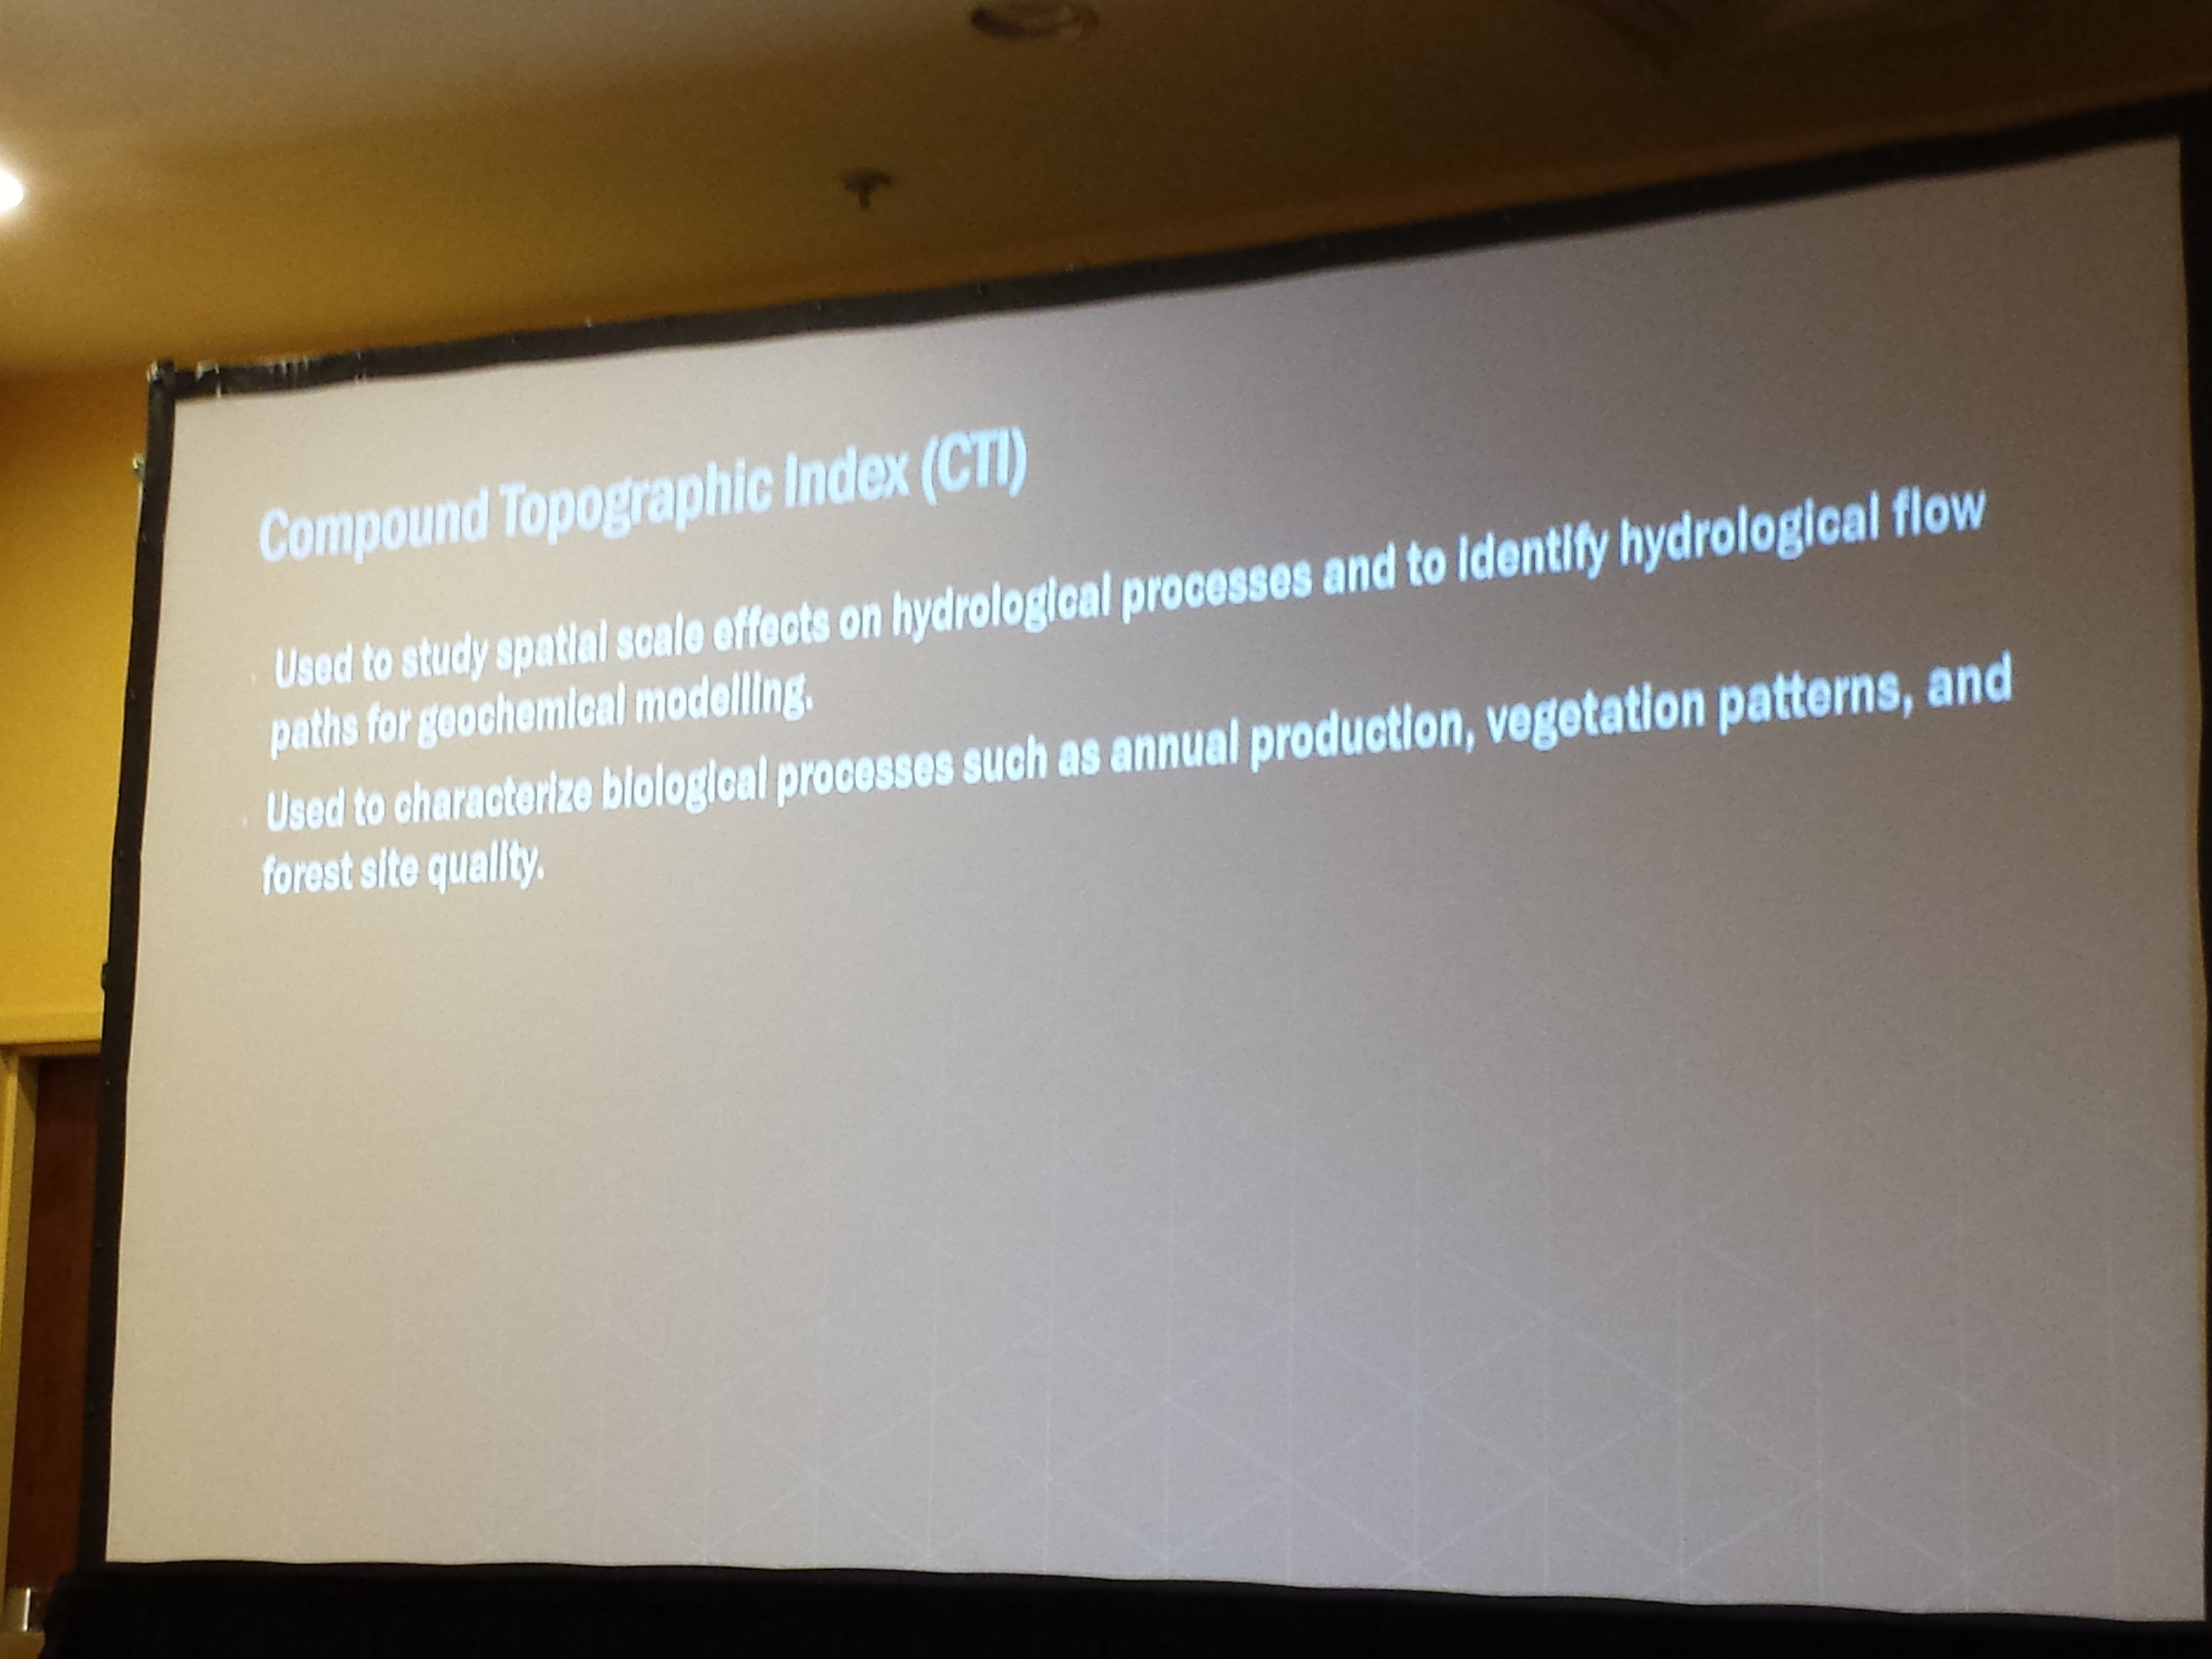 Compound Topographic Index (CTI)
Used to study spatial scale effects on hydrological processes and to identify hydrological flow
paths for geochemical modelling.
Used to characterize biological processes such as annual production, vegetation patterns, and
forest site quality.